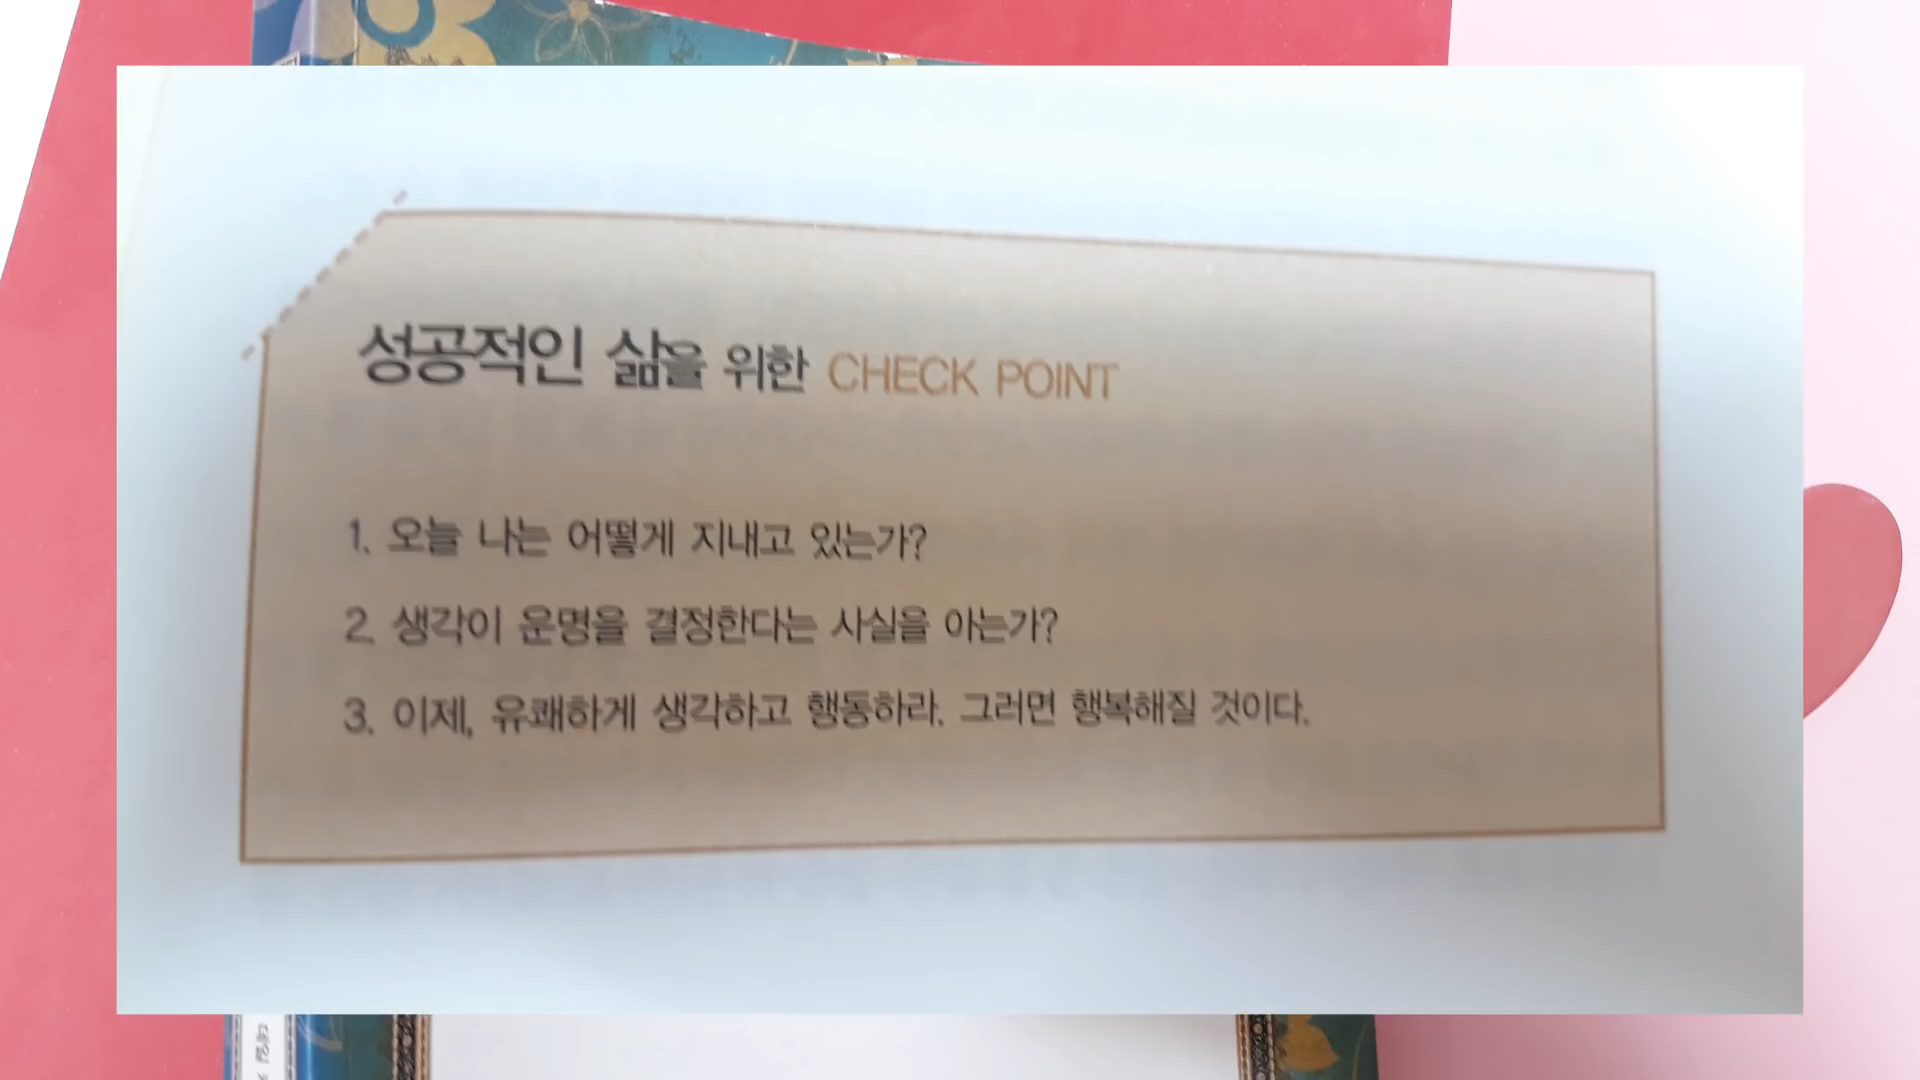 성공적인 삶을 위한 CHECK POINT
1. 오늘 나는 어떻게 지내고 있는가?
2. 생각이 운명을 결정한다는 사실을 아는가?
3. 이제, 유쾌하게 생각하고 행동하라. 그러면 행복해질 것이다.